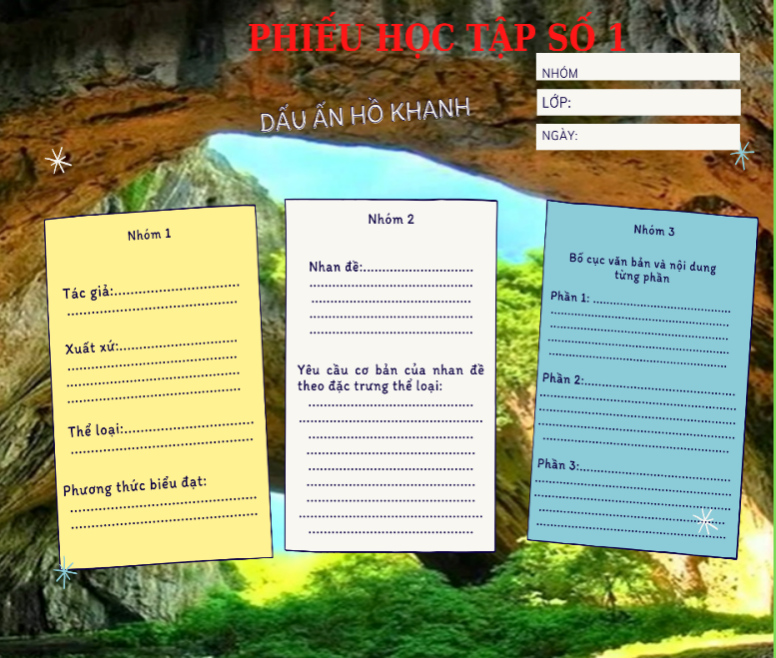 PHIẾU HỌC TẬP SỐ 1
NHÓM
LỚP:
NGÀY:
DẤU ẤN HỒ KHANH
Nhóm 1
Tác giả:................................
............................................
Xuất xứ:..............................
............................................
............................................
............................................
Thể loại:.................................
...............................................
Phương thức biểu đạt:
................................................
................................................
Nhóm 2
Nhan đề:............................
..........................................
..........................................
..........................................
..........................................
Yêu cầu cơ bản của nhan đề
theo đặc trưng thể loại:
..........................................
...............................................
..........................................
..........................................
..........................................
..........................................
..........................................
...............................................
..........................................
Nhóm 3
Bố cục văn bản và nội dung
từng phần
Phần 1: ...................................
.............................................
.............................................
.............................................
.............................................
Phần 2:......................................
..................................................
..................................................
..................................................
..................................................
Phần 3:......................................
..................................................
..................................................
..................................................
..................................................